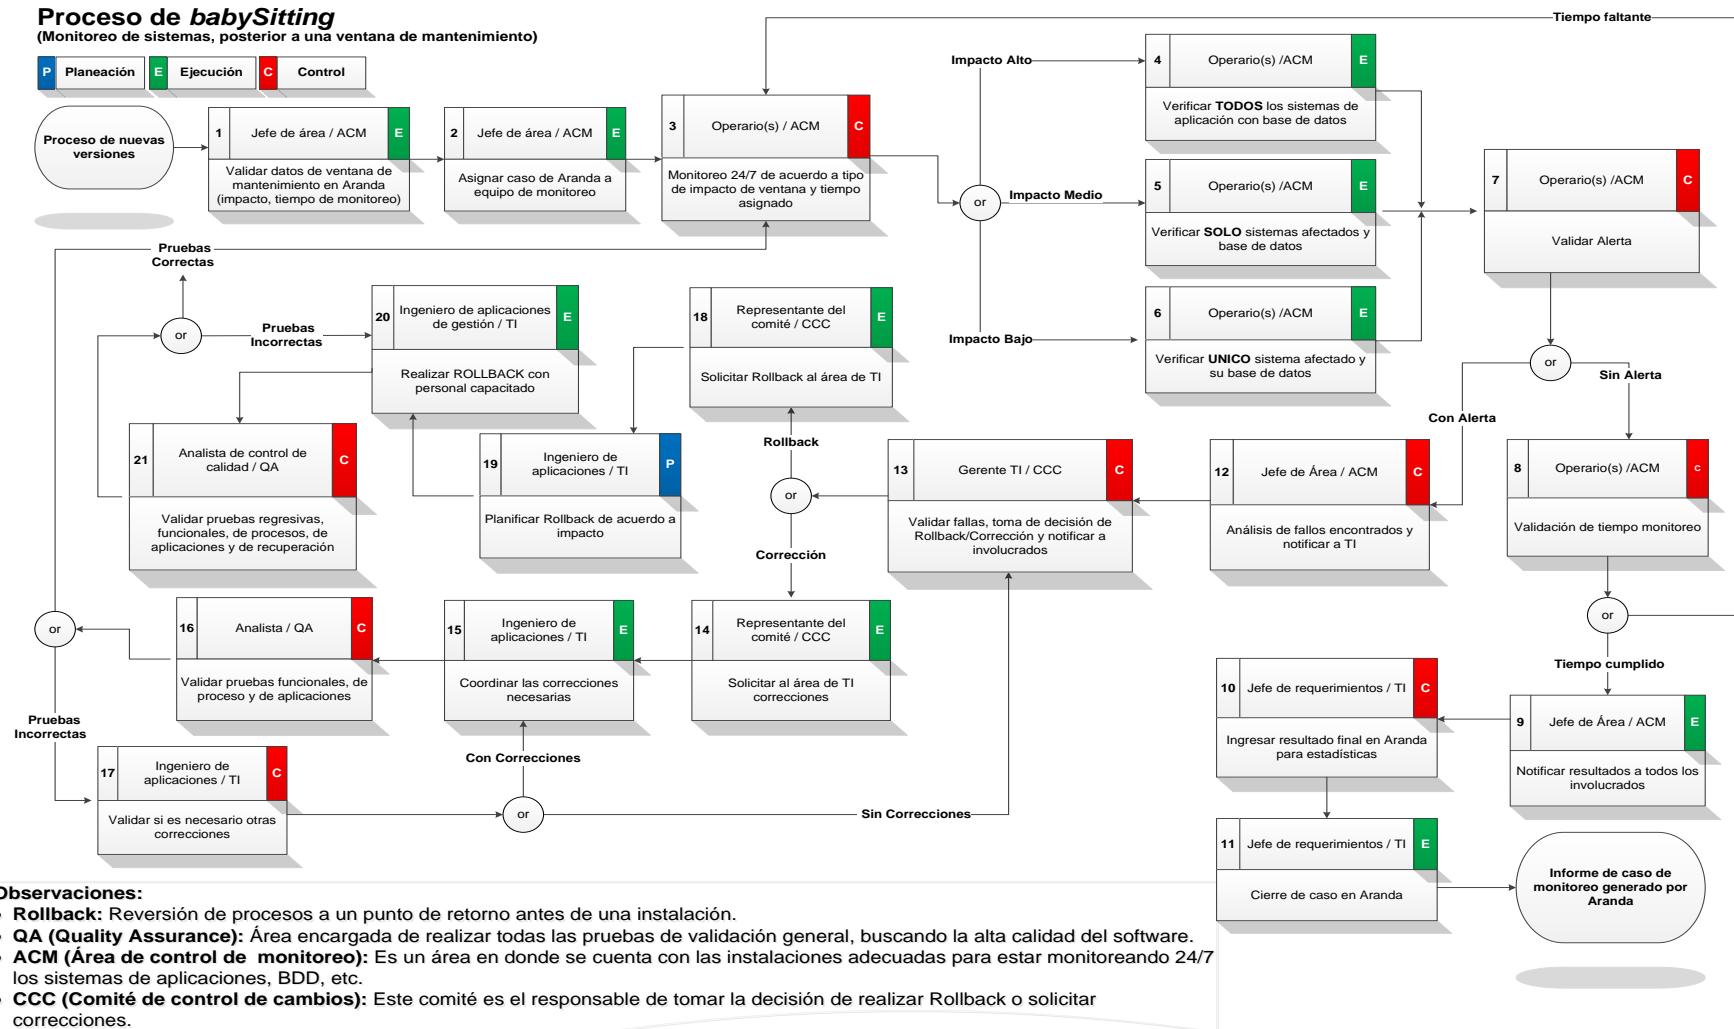 Proceso de babySitting
(Monitoreo de sistemas, posterior a una ventana de mantenimiento)
P Planeación E Ejecución C Control
Proceso de nuevas
versiones
1 Jefe de área / ACM E
Validar datos de ventana de
mantenimiento en Aranda
(impacto, tiempo de monitoreo)
2 Jefe de área / ACM E
Asignar caso de Aranda a
equipo de monitoreo
3 Operario(s) / ACM C
Monitoreo 24/7 de acuerdo a tipo
de impacto de ventana y tiempo
asignado
Tiempo faltante
or
Impacto Alto
Impacto Medio
Impacto Bajo
4 Operario(s) /ACM E
Verificar TODOS los sistemas de
aplicación con base de datos
5 Operario(s) /ACM E
Verificar SOLO sistemas afectados y
base de datos
6 Operario(s) /ACM E
Verificar UNICO sistema afectado y
su base de datos
7 Operario(s) /ACM C
Validar Alerta
or
Sin Alerta
Con Alerta
8 Operario(s) /ACM C
Validación de tiempo monitoreo
or
Tiempo cumplido
9 Jefe de Área / ACM E
Notificar resultados a todos los
involucrados
10 Jefe de requerimientos / TI C
Ingresar resultado final en Aranda
para estadísticas
11 Jefe de requerimientos / TI E
Cierre de caso en Aranda
Informe de caso de
monitoreo generado por
Aranda
12 Jefe de Área / ACM C
Análisis de fallos encontrados y
notificar a TI
13 Gerente TI / CCC C
Validar fallas, toma de decisión de
Rollback/Corrección y notificar a
involucrados
or
Rollback
Corrección
14 Representante del
comité / CCC E
Solicitar al área de TI
correcciones
15 Ingeniero de
aplicaciones / TI E
Coordinar las correcciones
necesarias
16 Analista / QA C
Validar pruebas funcionales, de
proceso y de aplicaciones
or
Pruebas
Correctas
Pruebas
Incorrectas
17 Ingeniero de
aplicaciones / TI C
Validar si es necesario otras
correcciones
or
Con Correcciones
Sin Correcciones
18 Representante del
comité / CCC E
Solicitar Rollback al área de TI
19 Ingeniero de
aplicaciones / TI P
Planificar Rollback de acuerdo a
impacto
20 Ingeniero de aplicaciones
de gestión / TI E
Realizar ROLLBACK con
personal capacitado
21 Analista de control de
calidad / QA C
Validar pruebas regresivas,
funcionales, de procesos, de
aplicaciones y de recuperación
or
Pruebas
Incorrectas
Observaciones:
• Rollback: Reversión de procesos a un punto de retorno antes de una instalación.
• QA (Quality Assurance): Área encargada de realizar todas las pruebas de validación general, buscando la alta calidad del software.
• ACM (Área de control de monitoreo): Es un área en donde se cuenta con las instalaciones adecuadas para estar monitoreando 24/7
los sistemas de aplicaciones, BDD, etc.
• CCC (Comité de control de cambios): Este comité es el responsable de tomar la decisión de realizar Rollback o solicitar
correcciones.